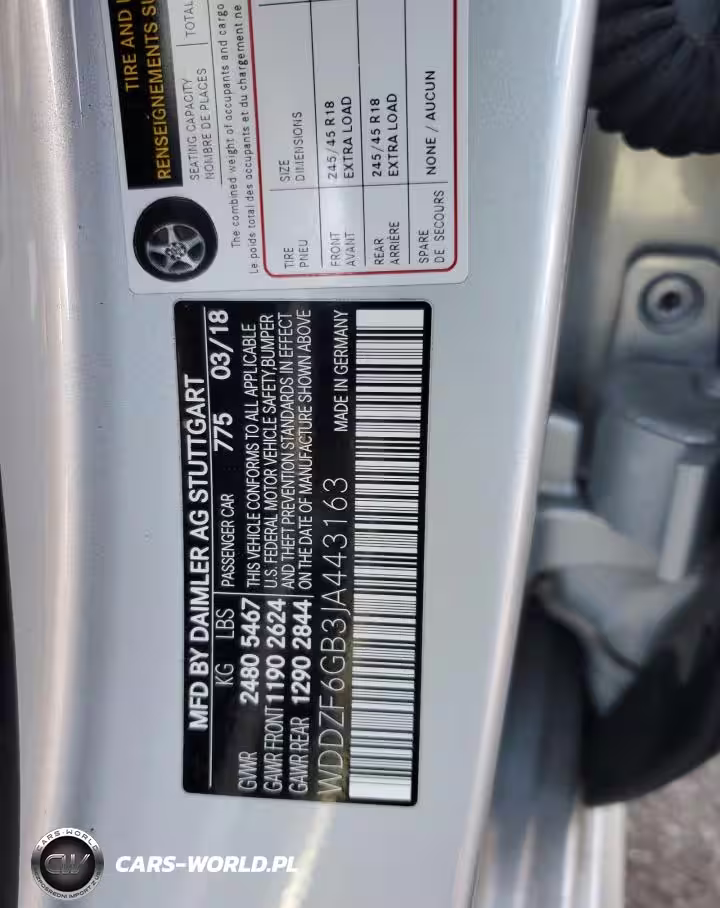 TIRE AND
RENSEIGNEMENTS
SEATING CAPACITY
NOMBRE DE PLACES
TOTAL
The combined weight of occupants and cargo
Le poids total des occupants et du chargement ne
TIRE
PNEU
SIZE
DIMENSIONS
FRONT
AVANT
245/45 R18
EXTRA LOAD
REAR
ARRIÈRE
245/45 R18
EXTRA LOAD
SPARE
DE SECOURS
NONE / AUCUN
MFD BY DAIMLER AG STUTTGART
KG LBS PASSENGER CAR 775 03/18
GVWR 2480 5467 THIS VEHICLE CONFORMS TO ALL APPLICABLE
GAWR FRONT 1190 2624 U.S. FEDERAL MOTOR VEHICLE SAFETY,BUMPER
AND THEFT PREVENTION STANDARDS IN EFFECT
GAWR REAR 1290 2844 ON THE DATE OF MANUFACTURE SHOWN ABOVE
WDDZF6GB3JA443163 MADE IN GERMANY
CARS-WORLD.PL
CARS-WORLD
CW